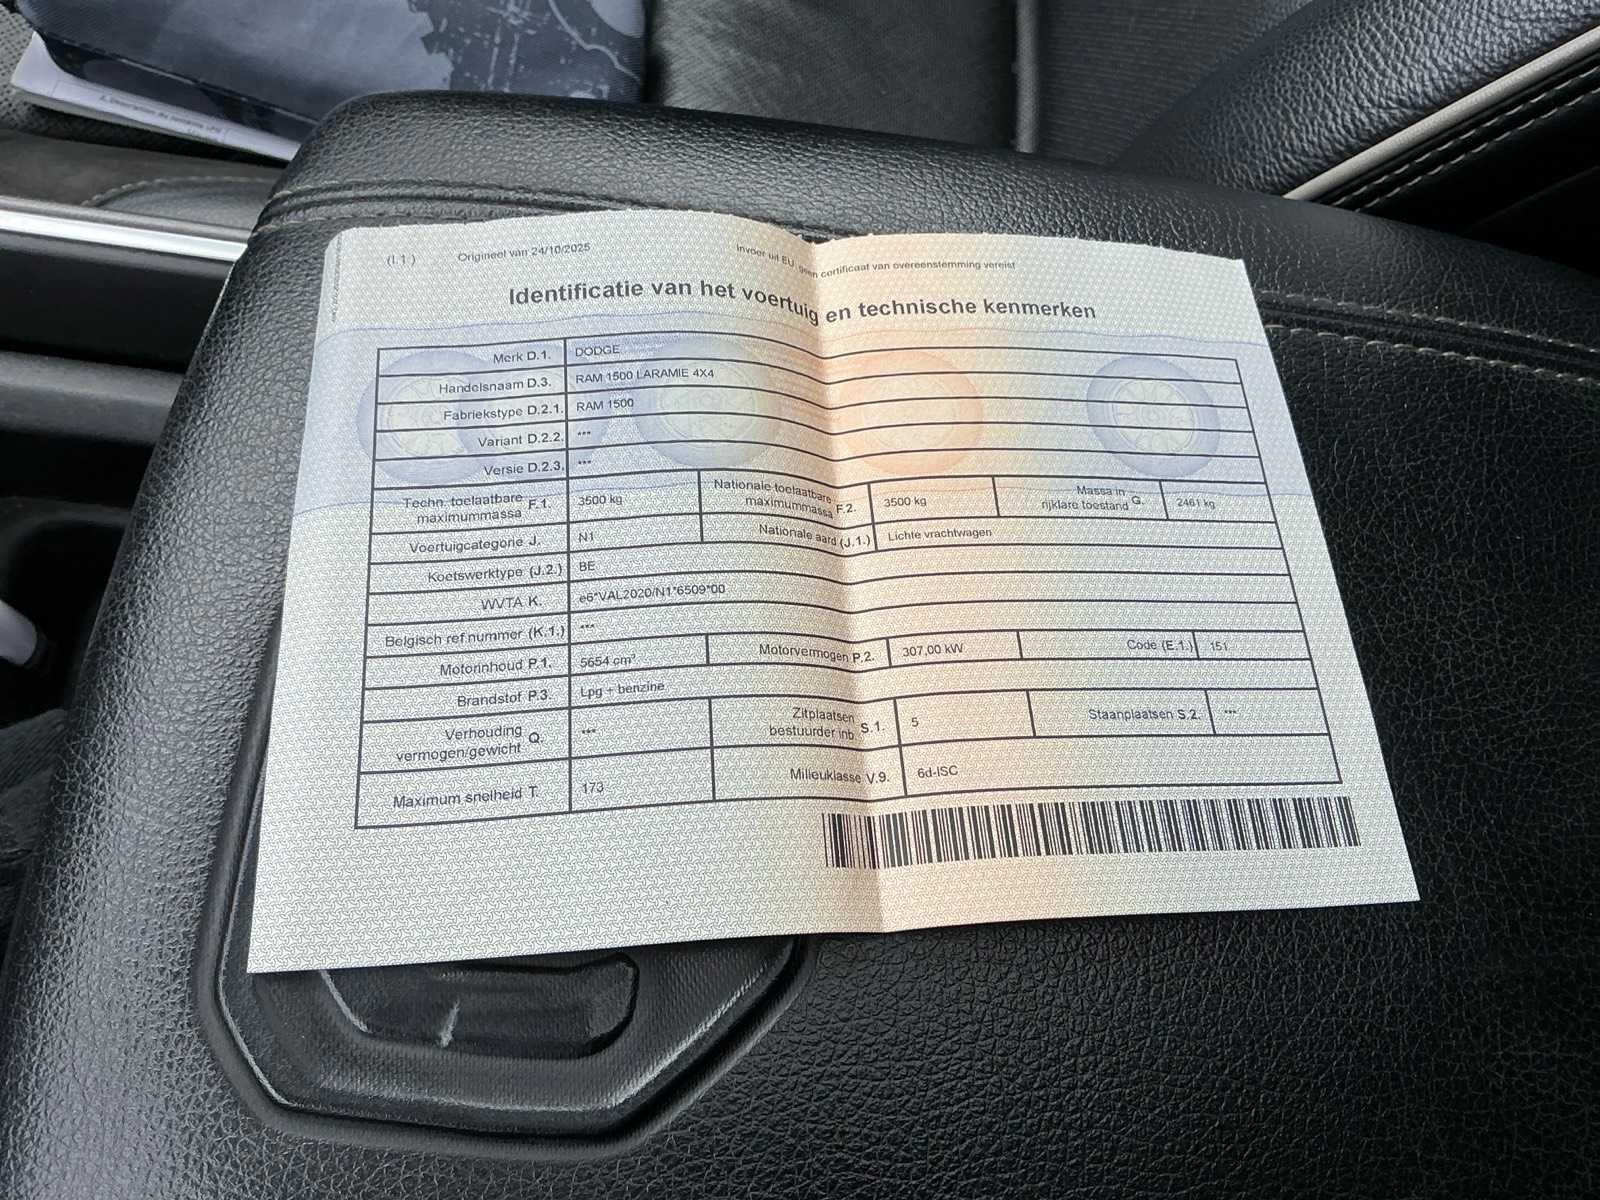 (I.1.) Origineel van 24/10/2025 Invoer uit EU, geen certificaat van overeenstemming vereist
Identificatie van het voertuig en technische kenmerken
Merk D.1. DODGE
Handelsnaam D.3. RAM 1500 LARAMIE 4X4
Fabriekstype D.2.1. RAM 1500
Variant D.2.2. ***
Versie D.2.3. ***
Techn. toelaatbare maximummassa F.1. 3500 kg Nationale toelaatbare maximummassa F.2. 3500 kg Massa in rijklare toestand G. 2461 kg
Voertuigcategorie J. N1 Nationale aard (J.1.) Lichte vrachtwagen
Koetswerktype (J.2.) BE
WVTA K. e6*VAL2020/N1*6509*00
Belgisch ref nummer (K.1.) ***
Motorinhoud P.1. 5654 cm³ Motorvermogen P.2. 307,00 kW Code (E.1.) 151
Brandstof P.3. Lpg + benzine
Verhouding vermogen/gewicht Q. *** Zitplaatsen bestuurder inb. S.1. 5 Staanplaatsen S.2. ***
Maximum snelheid T. 173 Milieuklasse V.9. 6d-ISC